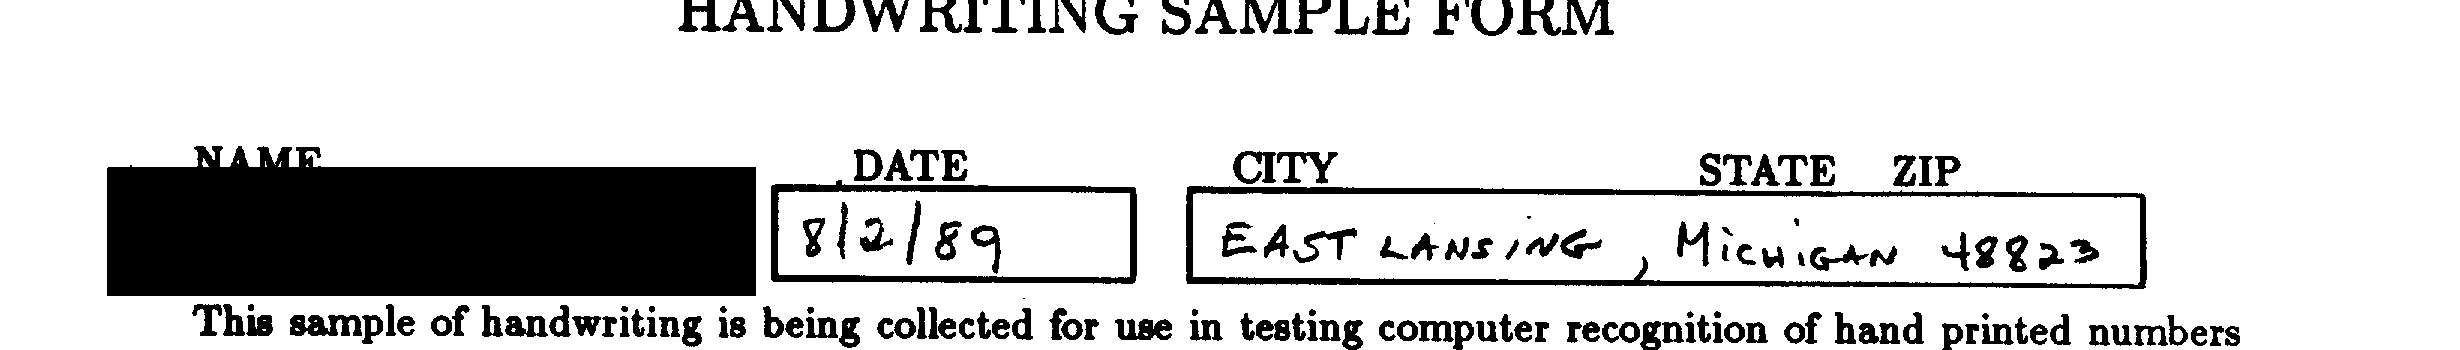 HANDWRITING SAMPLE FORM
NAME DATE CITY STATE ZIP
8/2/89 EAST LANSING, MICHIGAN 48823
This sample of handwriting is being collected for use in testing computer recognition of hand printed numbers